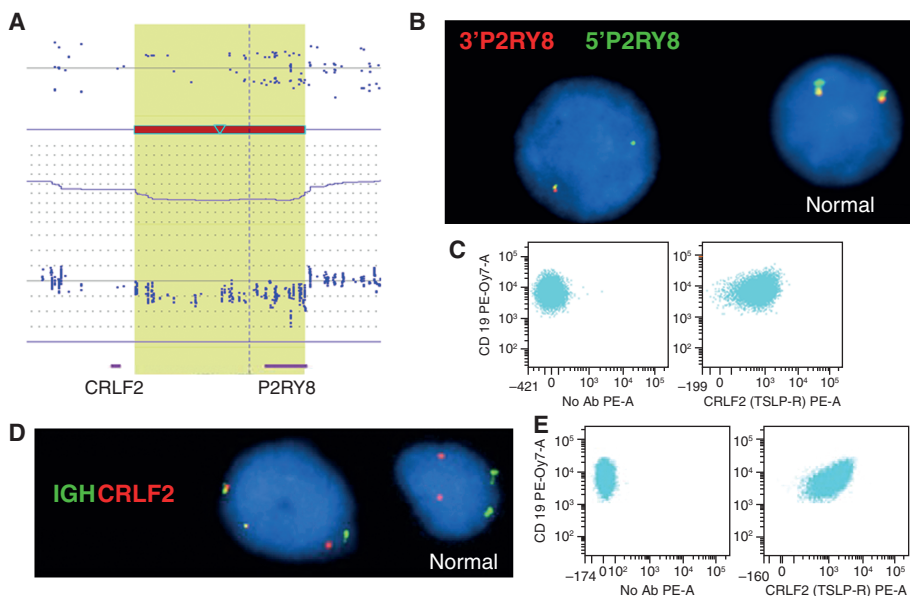 A
CRLF2 P2RY8
B
3'P2RY8 5'P2RY8
Normal
C
CD 19 PE-Oy7-A
10⁵
10⁴
10³
10²
−421 0 10³ 10⁴ 10⁵
No Ab PE-A
10⁵
10⁴
10³
10²
−199 0 10³ 10⁴ 10⁵
CRLF2 (TSLP-R) PE-A
D
IGH CRLF2
Normal
E
CD 19 PE-Oy7-A
10⁵
10⁴
10³
10²
−174 0 10² 10³ 10⁴ 10⁵
No Ab PE-A
10⁵
10⁴
10³
10²
−160 0 10³ 10⁴ 10⁵
CRLF2 (TSLP-R) PE-A